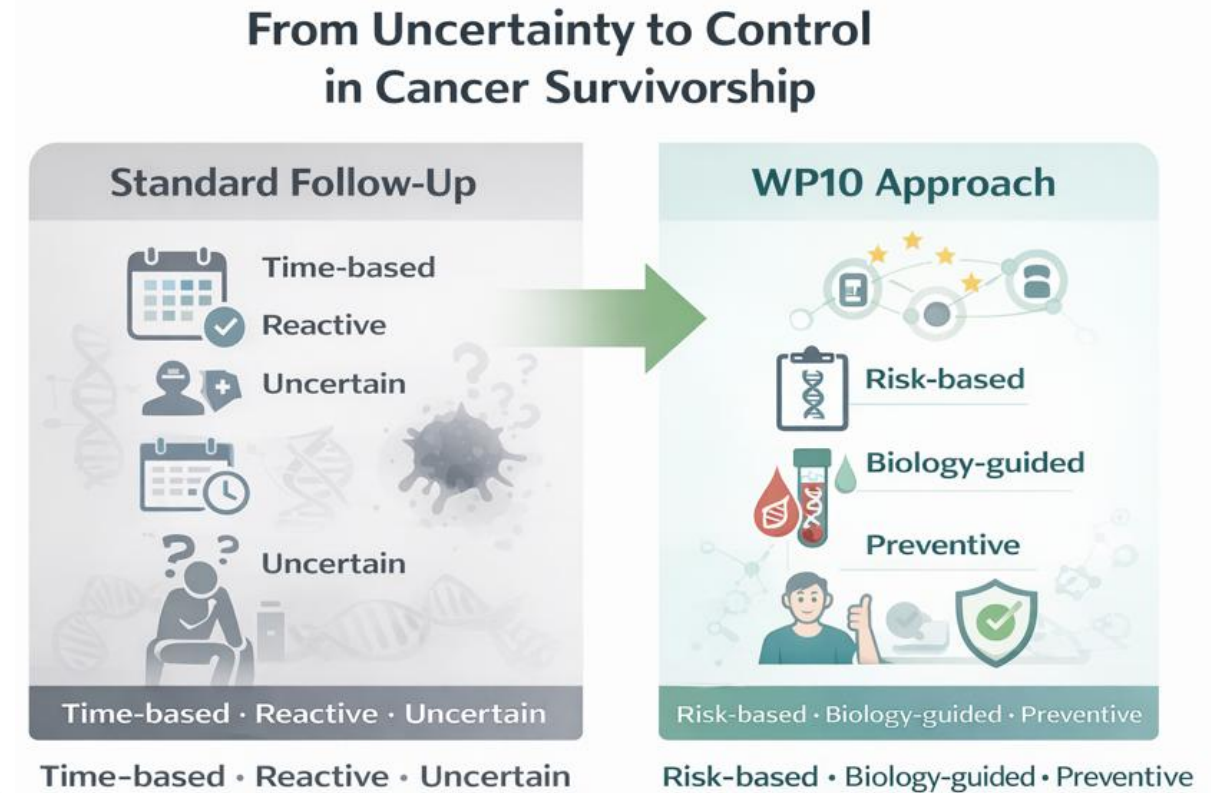 From Uncertainty to Control
in Cancer Survivorship
Standard Follow-Up
Time-based
Reactive
Uncertain
Uncertain
Time-based · Reactive · Uncertain
Time-based • Reactive • Uncertain
WP10 Approach
Risk-based
Biology-guided
Preventive
Risk-based · Biology-guided · Preventive
Risk-based • Biology-guided • Preventive